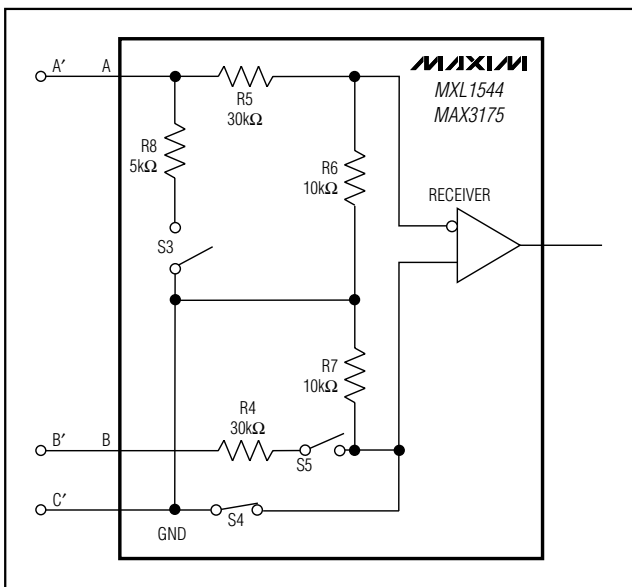 A′ A
MAXIM
MXL1544
MAX3175
R5
30kΩ
R8
5kΩ
R6
10kΩ
RECEIVER
S3
R7
10kΩ
R4
30kΩ
B′ B
S5
C′
S4
GND